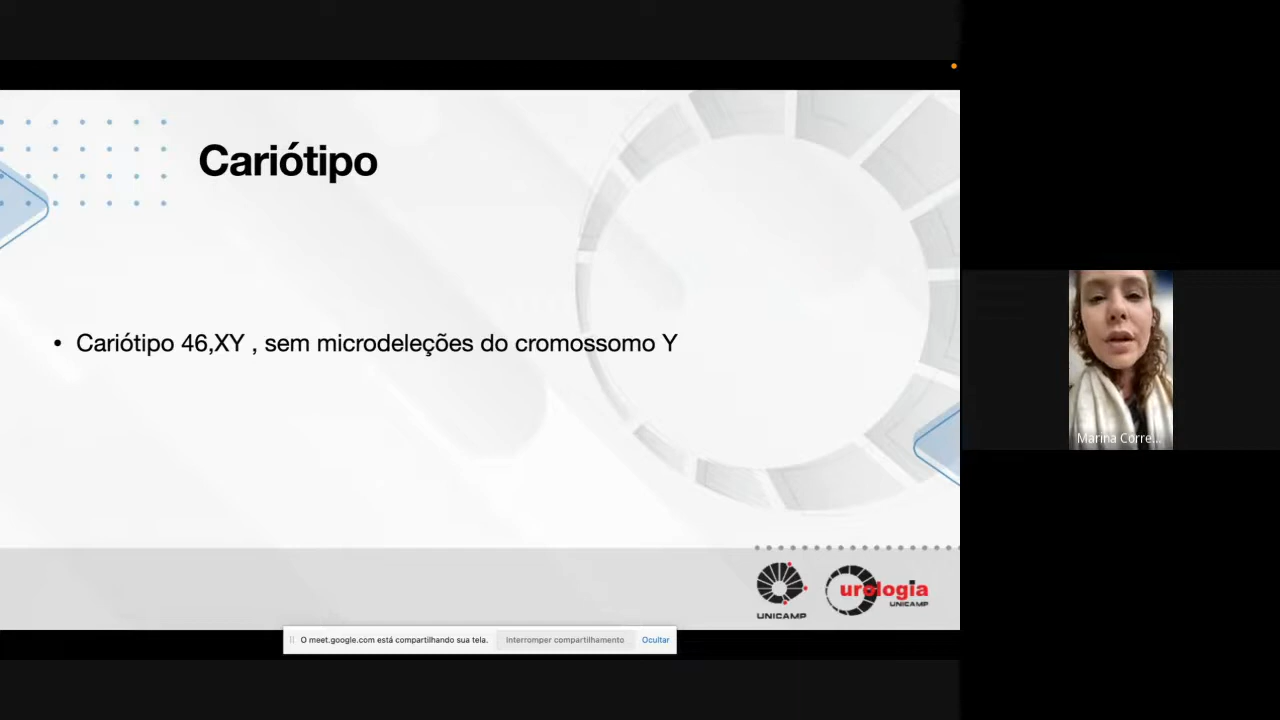 Cariótipo
• Cariótipo 46,XY , sem microdeleções do cromossomo Y
Marina Corre...
UNICAMP
urologia
UNICAMP
O meet.google.com está compartilhando sua tela.
Interromper compartilhamento
Ocultar